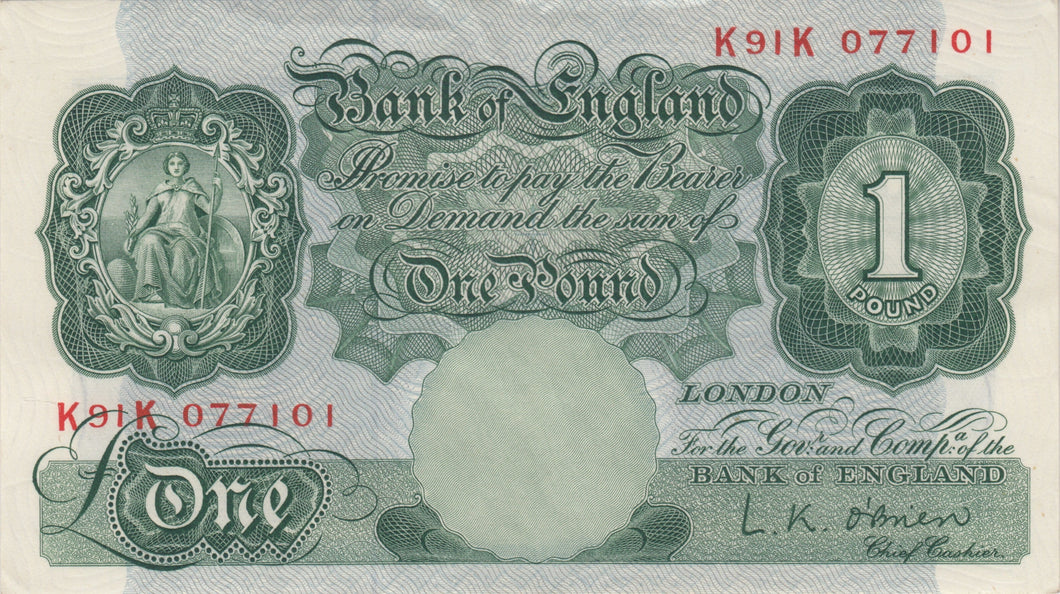 K91K 077101
Bank of England
Promise to pay the Bearer
on Demand the sum of
One Pound
1
POUND
K91K 077101
LONDON
For the Govr. and Compa. of the
BANK of ENGLAND
£One
L. K. O'Brien
Chief Cashier.